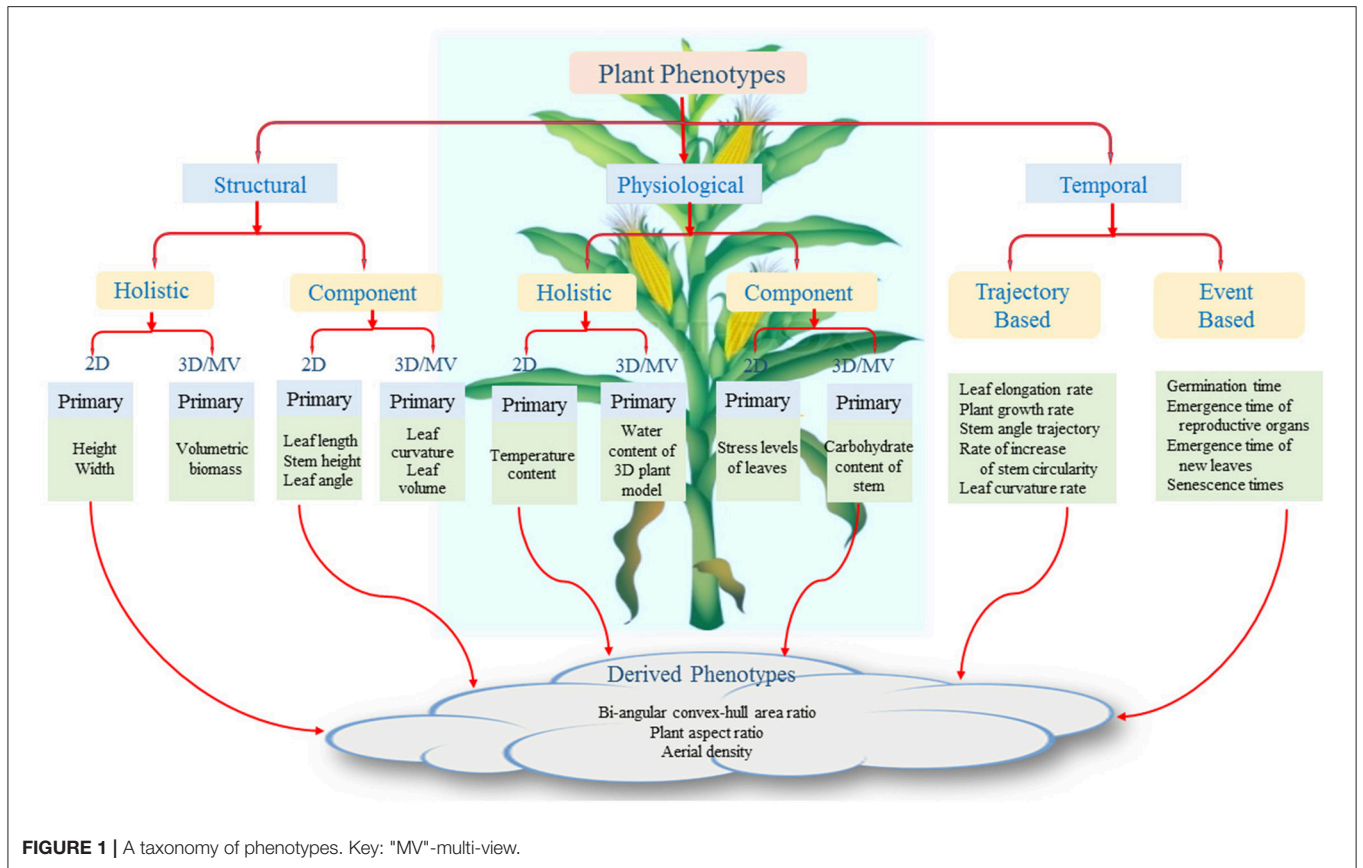 Plant Phenotypes
Structural
Physiological
Temporal
Holistic
Component
Holistic
Component
Trajectory
Based
Event
Based
2D
3D/MV
2D
3D/MV
2D
3D/MV
2D
3D/MV
Primary
Height
Width
Primary
Volumetric
biomass
Primary
Leaf length
Stem height
Leaf angle
Primary
Leaf
curvature
Leaf
volume
Primary
Temperature
content
Primary
Water
content of
3D plant
model
Primary
Stress levels
of leaves
Primary
Carbohydrate
content of
stem
Leaf elongation rate
Plant growth rate
Stem angle trajectory
Rate of increase
of stem circularity
Leaf curvature rate
Germination time
Emergence time of
reproductive organs
Emergence time of
new leaves
Senescence times
Derived Phenotypes
Bi-angular convex-hull area ratio
Plant aspect ratio
Aerial density
FIGURE 1 | A taxonomy of phenotypes. Key: "MV"-multi-view.